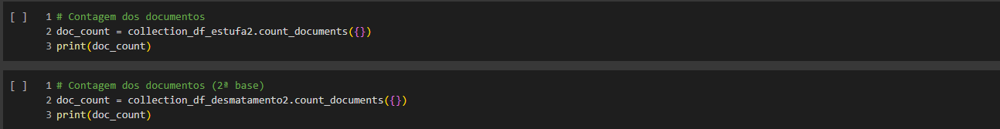 [ ] 1 # Contagem dos documentos
2 doc_count = collection_df_estufa2.count_documents({})
3 print(doc_count)
[ ] 1 # Contagem dos documentos (2ª base)
2 doc_count = collection_df_desmatamento2.count_documents({})
3 print(doc_count)